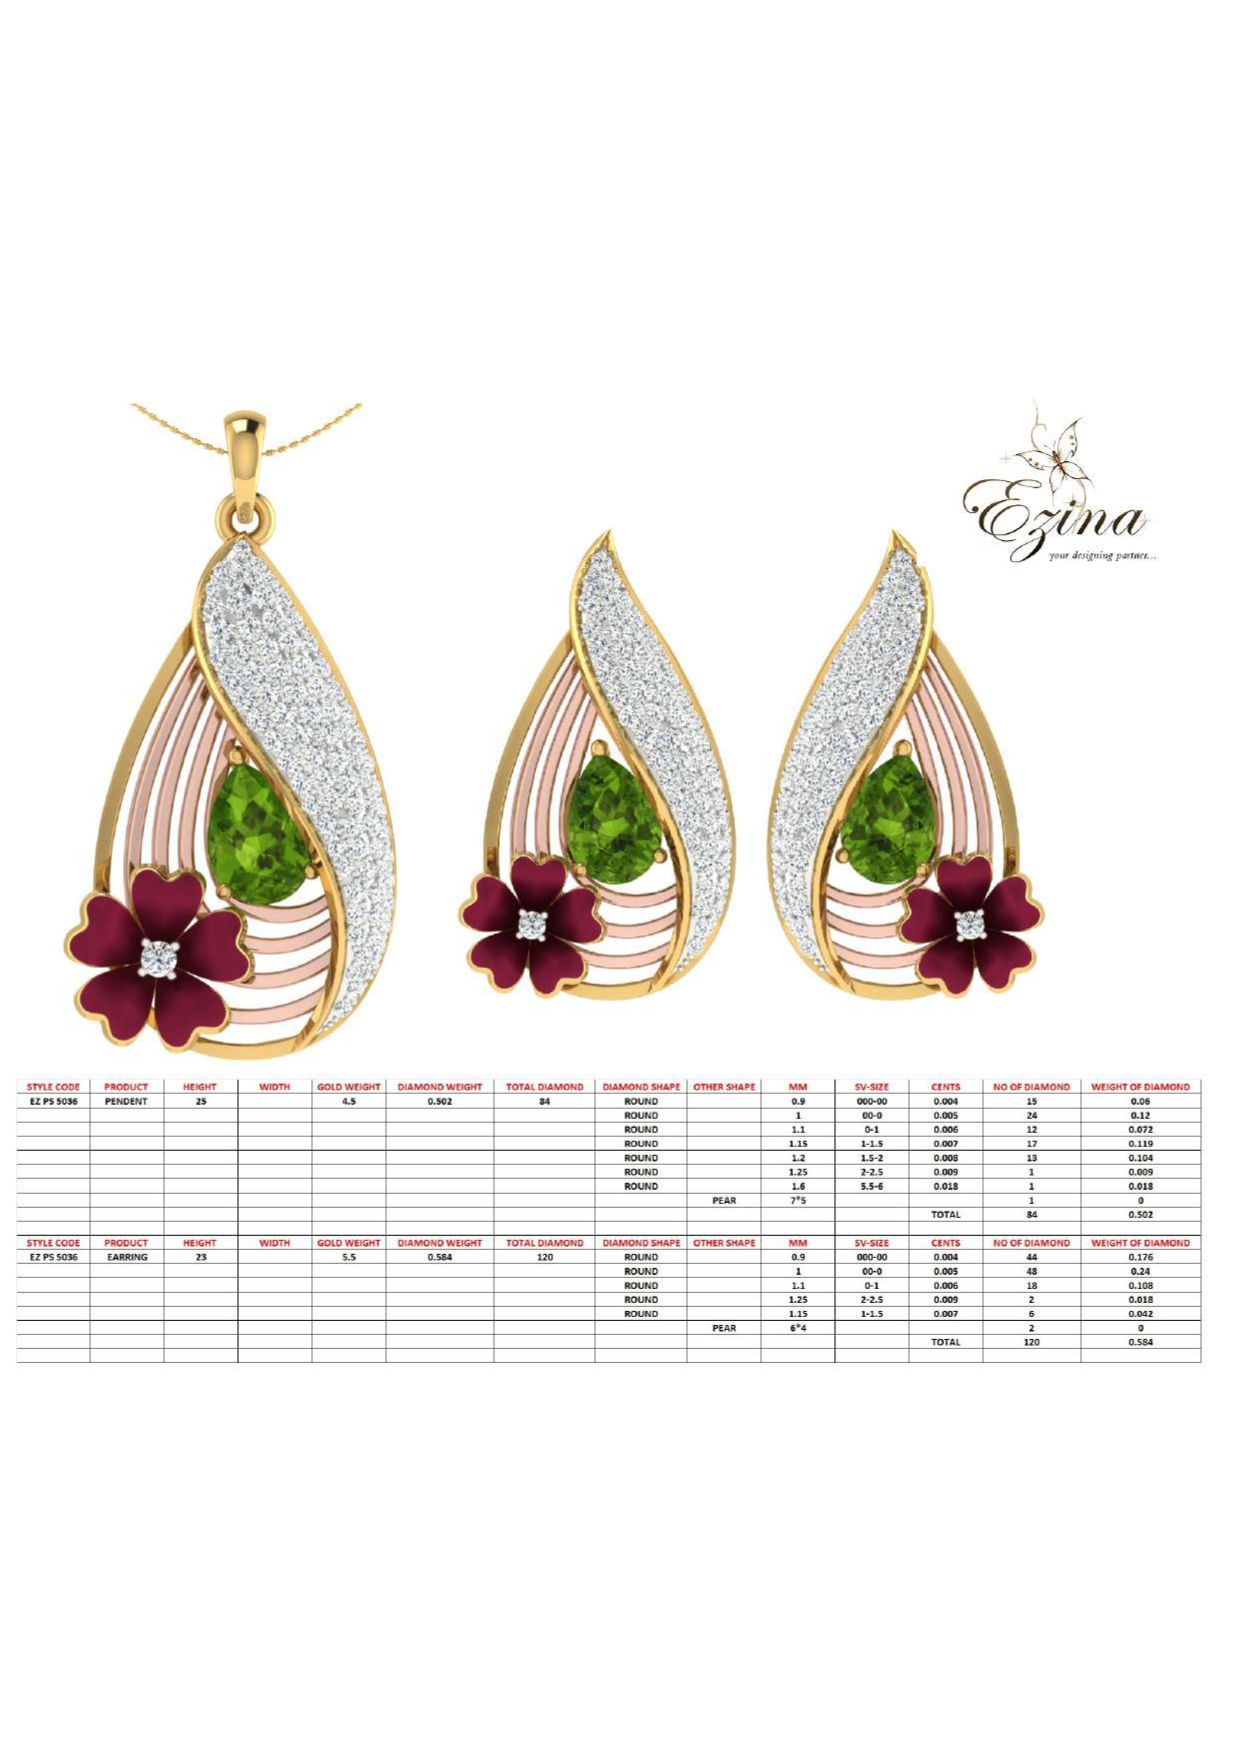 Ezina
your designing partner...
STYLE CODE PRODUCT HEIGHT WIDTH GOLD WEIGHT DIAMOND WEIGHT TOTAL DIAMOND DIAMOND SHAPE OTHER SHAPE MM SV-SIZE CENTS NO OF DIAMOND WEIGHT OF DIAMOND
EZ PS 5036 PENDENT 25 4.5 0.502 84 ROUND 0.9 000-00 0.004 15 0.06
ROUND 1 00-0 0.005 24 0.12
ROUND 1.1 0-1 0.006 12 0.072
ROUND 1.15 1-1.5 0.007 17 0.119
ROUND 1.2 1.5-2 0.008 13 0.104
ROUND 1.25 2-2.5 0.009 1 0.009
ROUND 1.6 5.5-6 0.018 1 0.018
PEAR 7*5 1 0
TOTAL 84 0.502
STYLE CODE PRODUCT HEIGHT WIDTH GOLD WEIGHT DIAMOND WEIGHT TOTAL DIAMOND DIAMOND SHAPE OTHER SHAPE MM SV-SIZE CENTS NO OF DIAMOND WEIGHT OF DIAMOND
EZ PS 5036 EARRING 23 5.5 0.584 120 ROUND 0.9 000-00 0.004 44 0.176
ROUND 1 00-0 0.005 48 0.24
ROUND 1.1 0-1 0.006 18 0.108
ROUND 1.25 2-2.5 0.009 2 0.018
ROUND 1.15 1-1.5 0.007 6 0.042
PEAR 6*4 2 0
TOTAL 120 0.584